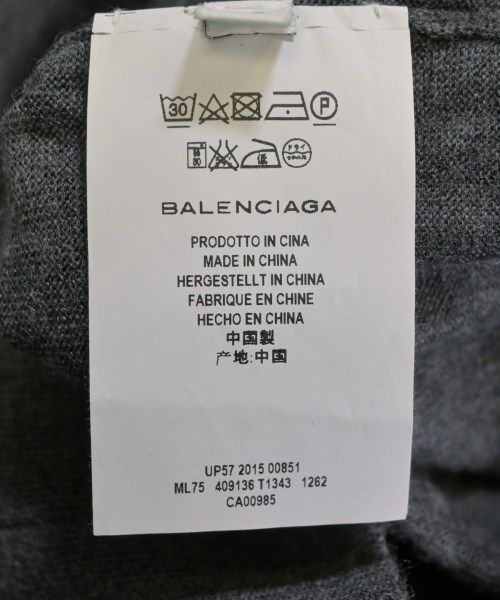 30 P
ドライ
BALENCIAGA
PRODOTTO IN CINA
MADE IN CHINA
HERGESTELLT IN CHINA
FABRIQUE EN CHINE
HECHO EN CHINA
中国製
产地:中国
UP57 2015 00851
ML75 409136 T1343 1262
CA00985